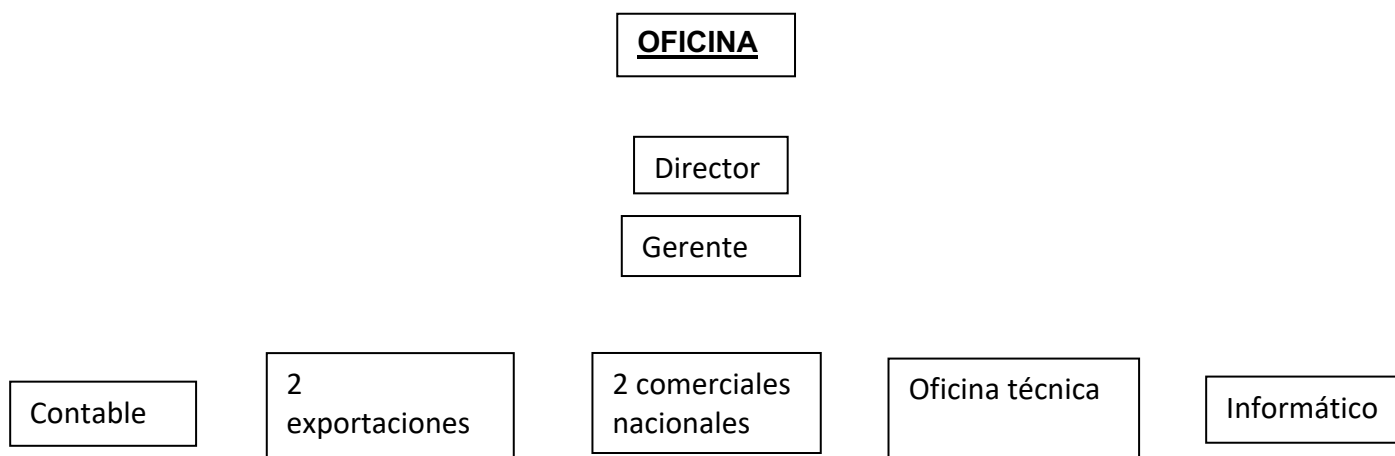 OFICINA
Director
Gerente
Contable
2
exportaciones
2 comerciales
nacionales
Oficina técnica
Informático